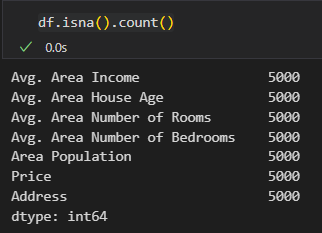 df.isna().count()
0.0s
Avg. Area Income 5000
Avg. Area House Age 5000
Avg. Area Number of Rooms 5000
Avg. Area Number of Bedrooms 5000
Area Population 5000
Price 5000
Address 5000
dtype: int64